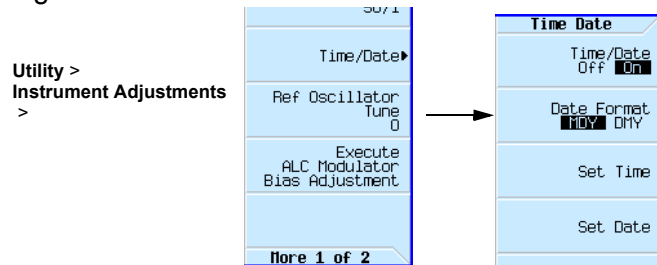 Utility >
Instrument Adjustments
>
Time/Date
Ref Oscillator
Tune
0
Execute
ALC Modulator
Bias Adjustment
More 1 of 2
Time Date
Time/Date
Off On
Date Format
MDY DMY
Set Time
Set Date